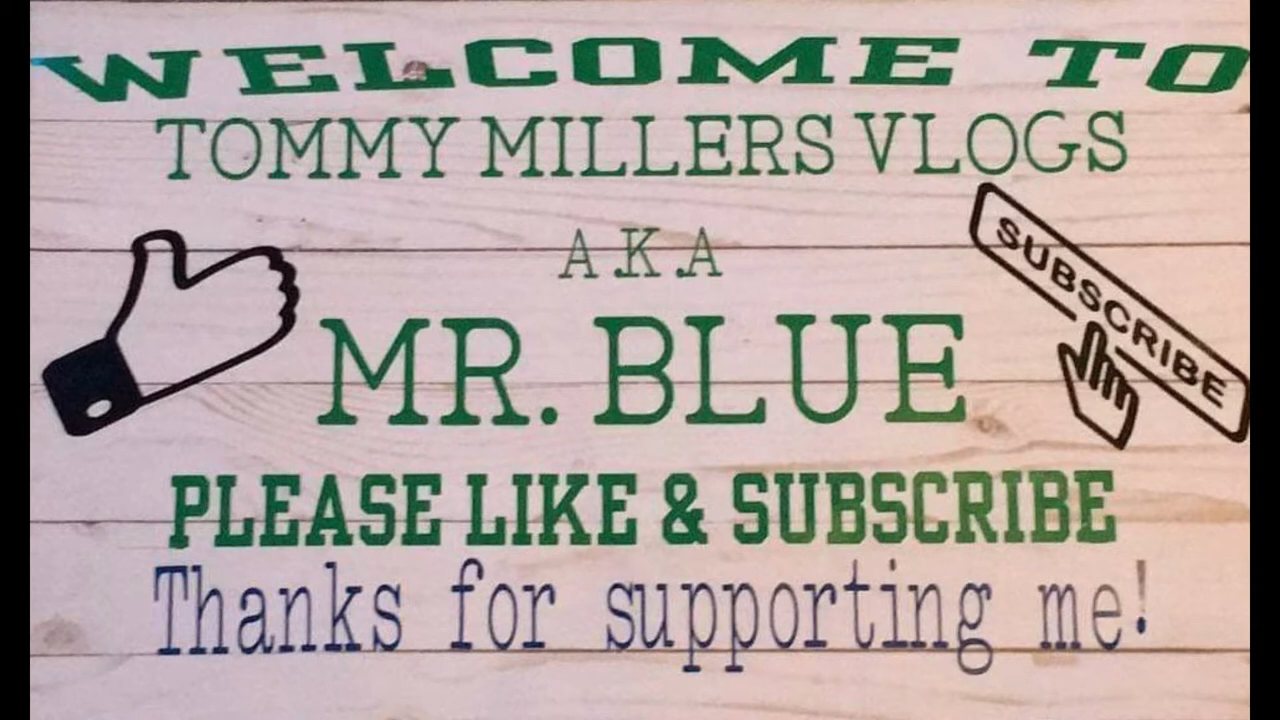 WELCOME TO
TOMMY MILLERS VLOGS
A.K.A
MR. BLUE
SUBSCRIBE
PLEASE LIKE & SUBSCRIBE
Thanks for supporting me!